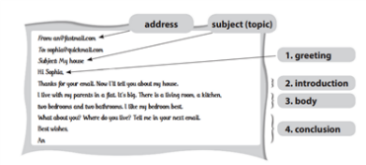 address
subject (topic)
From: an@fastmail.com
To: sophia@quickmail.com
Subject: My house
1. greeting
Hi Sophia,
Thanks for your email. Now I'll tell you about my house.
2. introduction
I live with my parents in a flat. It's big. There is a living room, a kitchen,
3. body
two bedrooms and two bathrooms. I like my bedroom best.
What about you? Where do you live? Tell me in your next email.
4. conclusion
Best wishes,
An